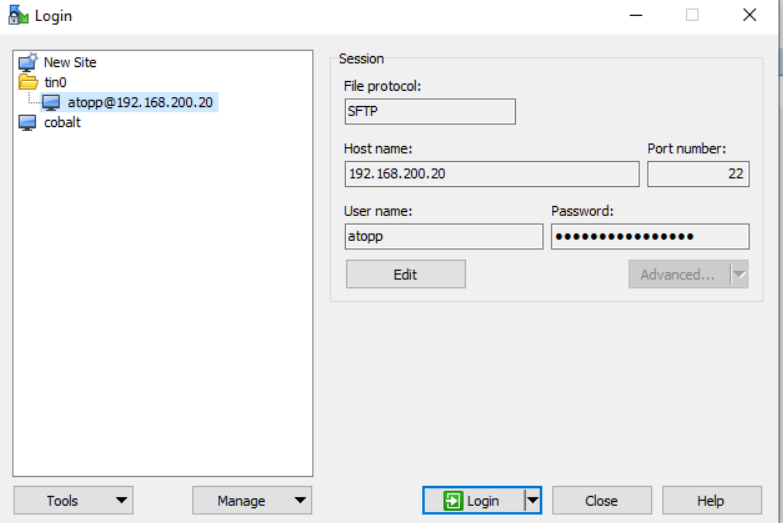 Login
New Site
tin0
atopp@192.168.200.20
cobalt
Session
File protocol:
SFTP
Host name:
Port number:
192.168.200.20
22
User name:
Password:
atopp
••••••••••••••••
Edit
Advanced...
Tools
Manage
Login
Close
Help